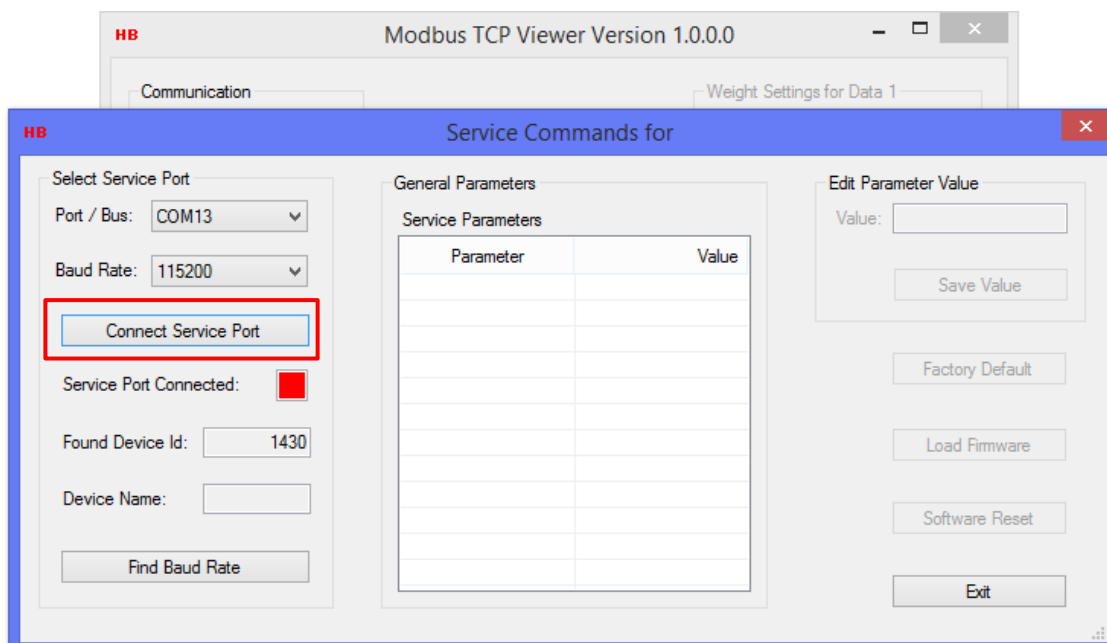 HB Modbus TCP Viewer Version 1.0.0.0
Communication
Weight Settings for Data 1
HB Service Commands for
Select Service Port
Port / Bus: COM13
Baud Rate: 115200
Connect Service Port
Service Port Connected:
Found Device Id: 1430
Device Name:
Find Baud Rate
General Parameters
Service Parameters
Parameter Value
Edit Parameter Value
Value:
Save Value
Factory Default
Load Firmware
Software Reset
Exit